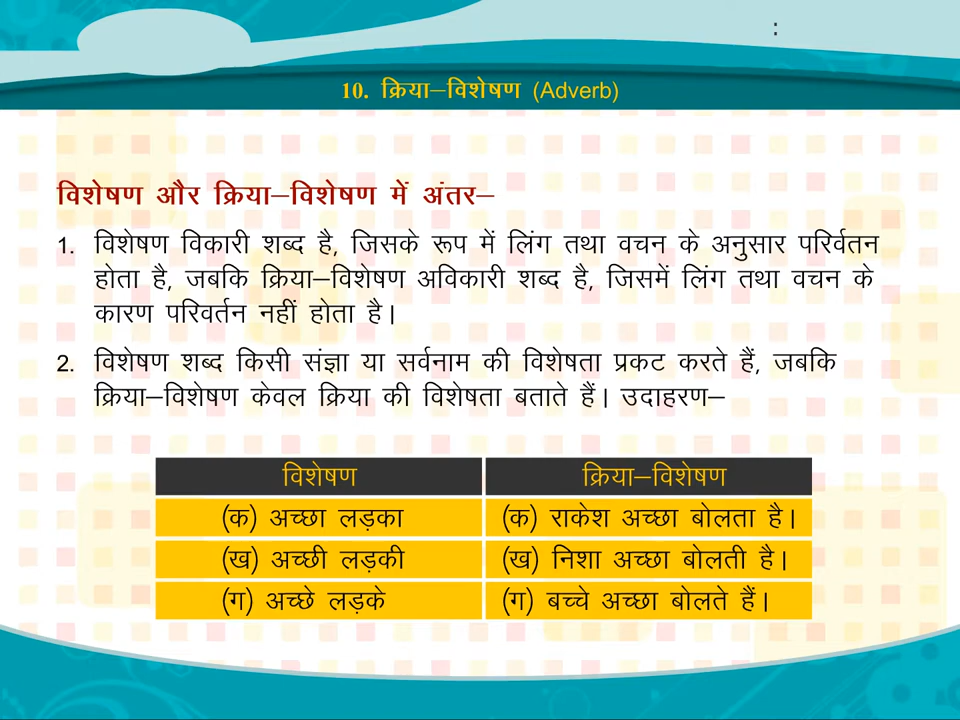 :
10. क्रिया–विशेषण (Adverb)
विशेषण और क्रिया–विशेषण में अंतर–
1. विशेषण विकारी शब्द है, जिसके रूप में लिंग तथा वचन के अनुसार परिवर्तन
होता है, जबकि क्रिया–विशेषण अविकारी शब्द है, जिसमें लिंग तथा वचन के
कारण परिवर्तन नहीं होता है।
2. विशेषण शब्द किसी संज्ञा या सर्वनाम की विशेषता प्रकट करते हैं, जबकि
क्रिया–विशेषण केवल क्रिया की विशेषता बताते हैं। उदाहरण–
विशेषण क्रिया–विशेषण
(क) अच्छा लड़का (क) राकेश अच्छा बोलता है।
(ख) अच्छी लड़की (ख) निशा अच्छा बोलती है।
(ग) अच्छे लड़के (ग) बच्चे अच्छा बोलते हैं।